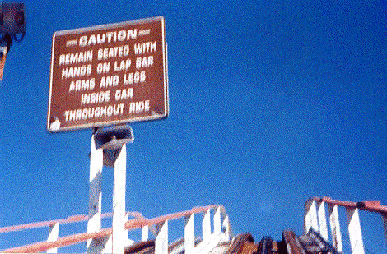 —CAUTION—
REMAIN SEATED WITH
HANDS ON LAP BAR
ARMS AND LEGS
INSIDE CAR
THROUGHOUT RIDE